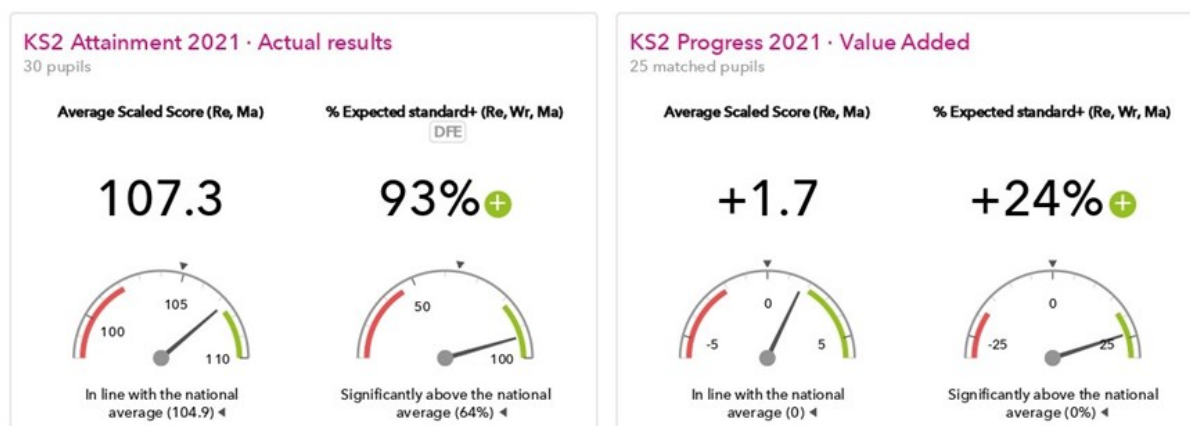 KS2 Attainment 2021 · Actual results
30 pupils
Average Scaled Score (Re, Ma)
% Expected standard+ (Re, Wr, Ma)
DFE
107.3
93% +
100
105
110
50
100
In line with the national
average (104.9) ◀
Significantly above the national
average (64%) ◀
KS2 Progress 2021 · Value Added
25 matched pupils
Average Scaled Score (Re, Ma)
% Expected standard+ (Re, Wr, Ma)
+1.7
+24% +
-5
0
5
-25
0
25
In line with the national
average (0) ◀
Significantly above the national
average (0%) ◀